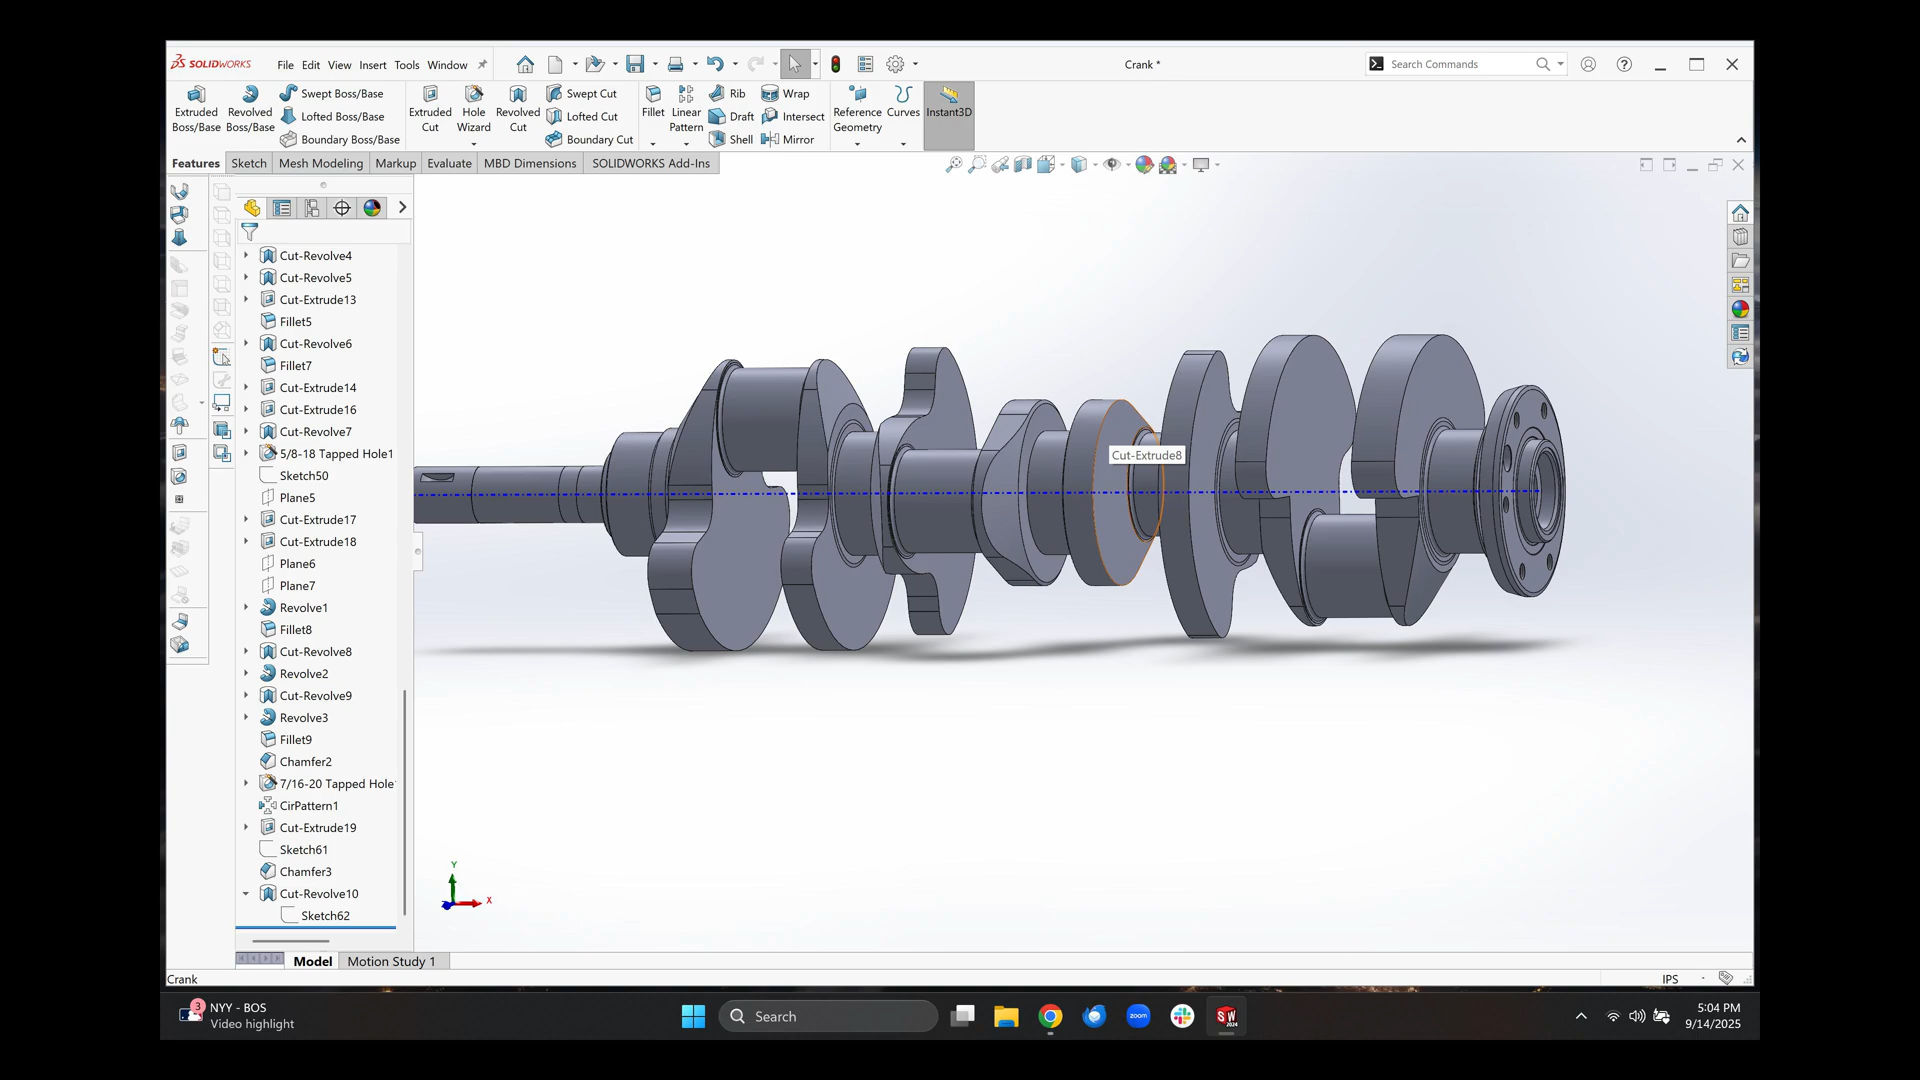 SOLIDWORKS File Edit View Insert Tools Window Crank * Search Commands
Extruded Boss/Base
Revolved Boss/Base
Swept Boss/Base
Lofted Boss/Base
Boundary Boss/Base
Extruded Cut
Hole Wizard
Revolved Cut
Swept Cut
Lofted Cut
Boundary Cut
Fillet
Linear Pattern
Rib
Draft
Shell
Wrap
Intersect
Mirror
Reference Geometry
Curves
Instant3D
Features Sketch Mesh Modeling Markup Evaluate MBD Dimensions SOLIDWORKS Add-Ins
Cut-Revolve4
Cut-Revolve5
Cut-Extrude13
Fillet5
Cut-Revolve6
Fillet7
Cut-Extrude14
Cut-Extrude16
Cut-Revolve7
5/8-18 Tapped Hole1
Sketch50
Plane5
Cut-Extrude17
Cut-Extrude18
Plane6
Plane7
Revolve1
Fillet8
Cut-Revolve8
Revolve2
Cut-Revolve9
Revolve3
Fillet9
Chamfer2
7/16-20 Tapped Hole
CirPattern1
Cut-Extrude19
Sketch61
Chamfer3
Cut-Revolve10
Sketch62
Cut-Extrude8
Y
X
Model Motion Study 1
Crank IPS
3
NYY - BOS
Video highlight
Search
zoom
SW
2024
5:04 PM
9/14/2025